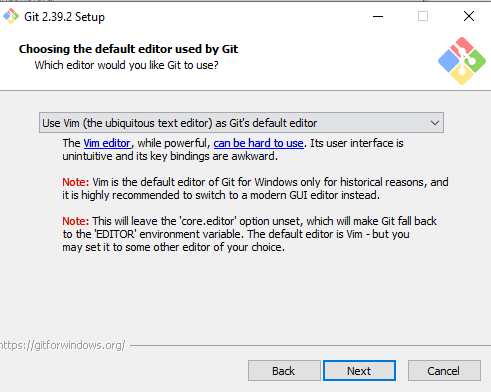 Git 2.39.2 Setup
Choosing the default editor used by Git
Which editor would you like Git to use?
Use Vim (the ubiquitous text editor) as Git's default editor
The Vim editor, while powerful, can be hard to use. Its user interface is
unintuitive and its key bindings are awkward.
Note: Vim is the default editor of Git for Windows only for historical reasons, and
it is highly recommended to switch to a modern GUI editor instead.
Note: This will leave the 'core.editor' option unset, which will make Git fall back
to the 'EDITOR' environment variable. The default editor is Vim - but you
may set it to some other editor of your choice.
https://gitforwindows.org/
Back
Next
Cancel